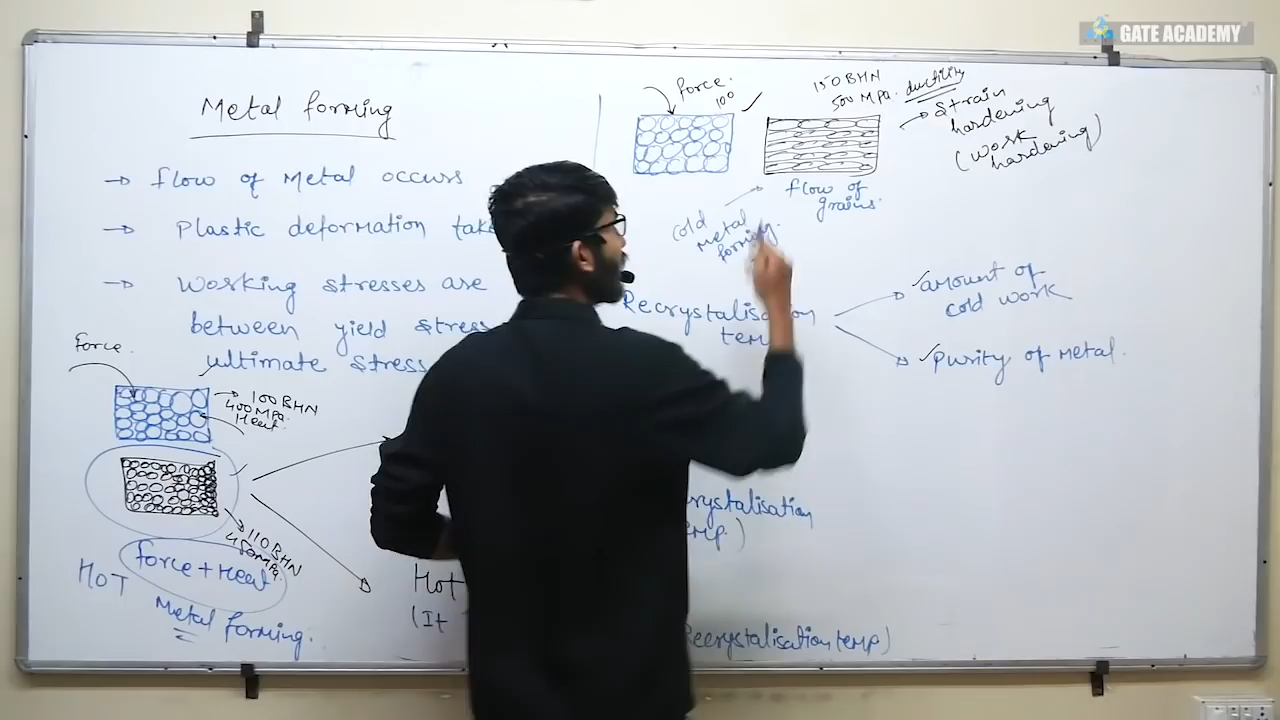 GATE ACADEMY
Metal forming
→ flow of Metal occurs
→ Plastic deformation take
→ Working stresses are
between yield stress
ultimate stress
force.
→ 100 BHN
400 MPa.
Heat.
110 BHN
450 MPa.
force + Heat
HOT
Metal forming.
Hot
(It
force.
100
150 BHN
500 MPa.
ductility
→ strain
hardening
(work
hardening)
flow of
grains.
cold
metal
forming.
Recrystalisation
temp
✓amount of
cold work
✓purity of metal.
rystalisation
mp.)
Recrystalisation temp)